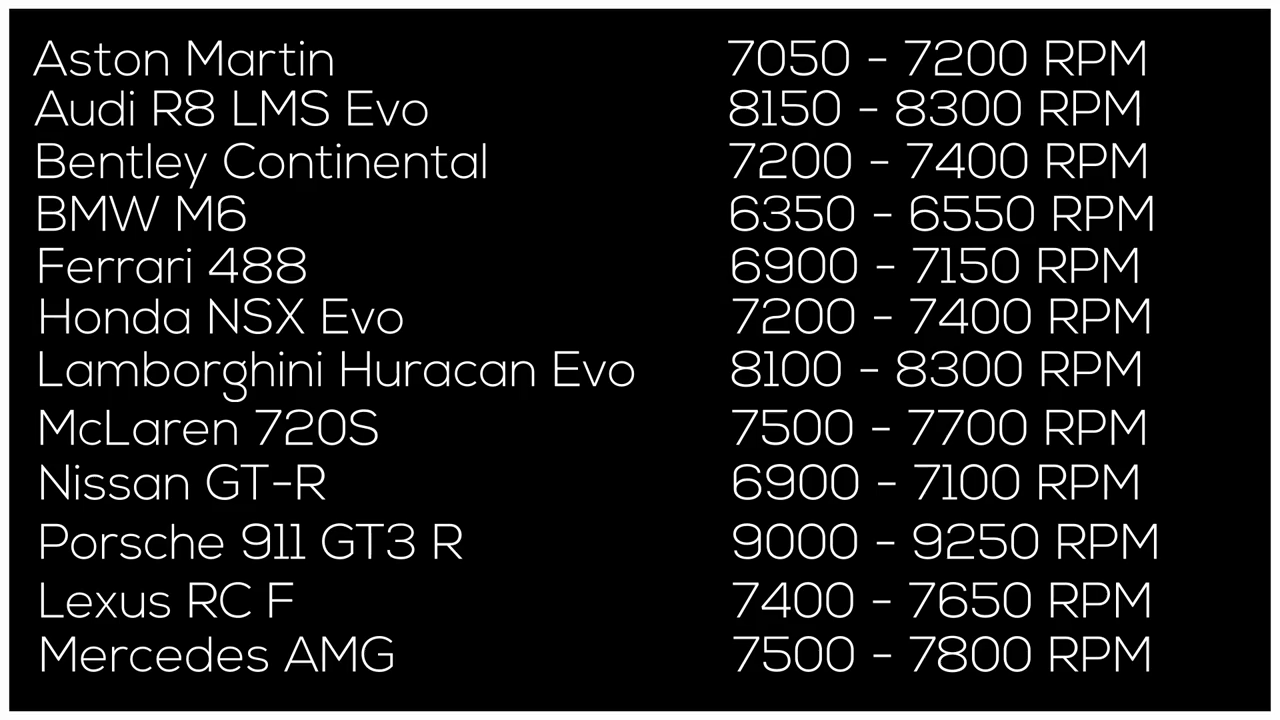 Aston Martin 7050 - 7200 RPM
Audi R8 LMS Evo 8150 - 8300 RPM
Bentley Continental 7200 - 7400 RPM
BMW M6 6350 - 6550 RPM
Ferrari 488 6900 - 7150 RPM
Honda NSX Evo 7200 - 7400 RPM
Lamborghini Huracan Evo 8100 - 8300 RPM
McLaren 720S 7500 - 7700 RPM
Nissan GT-R 6900 - 7100 RPM
Porsche 911 GT3 R 9000 - 9250 RPM
Lexus RC F 7400 - 7650 RPM
Mercedes AMG 7500 - 7800 RPM